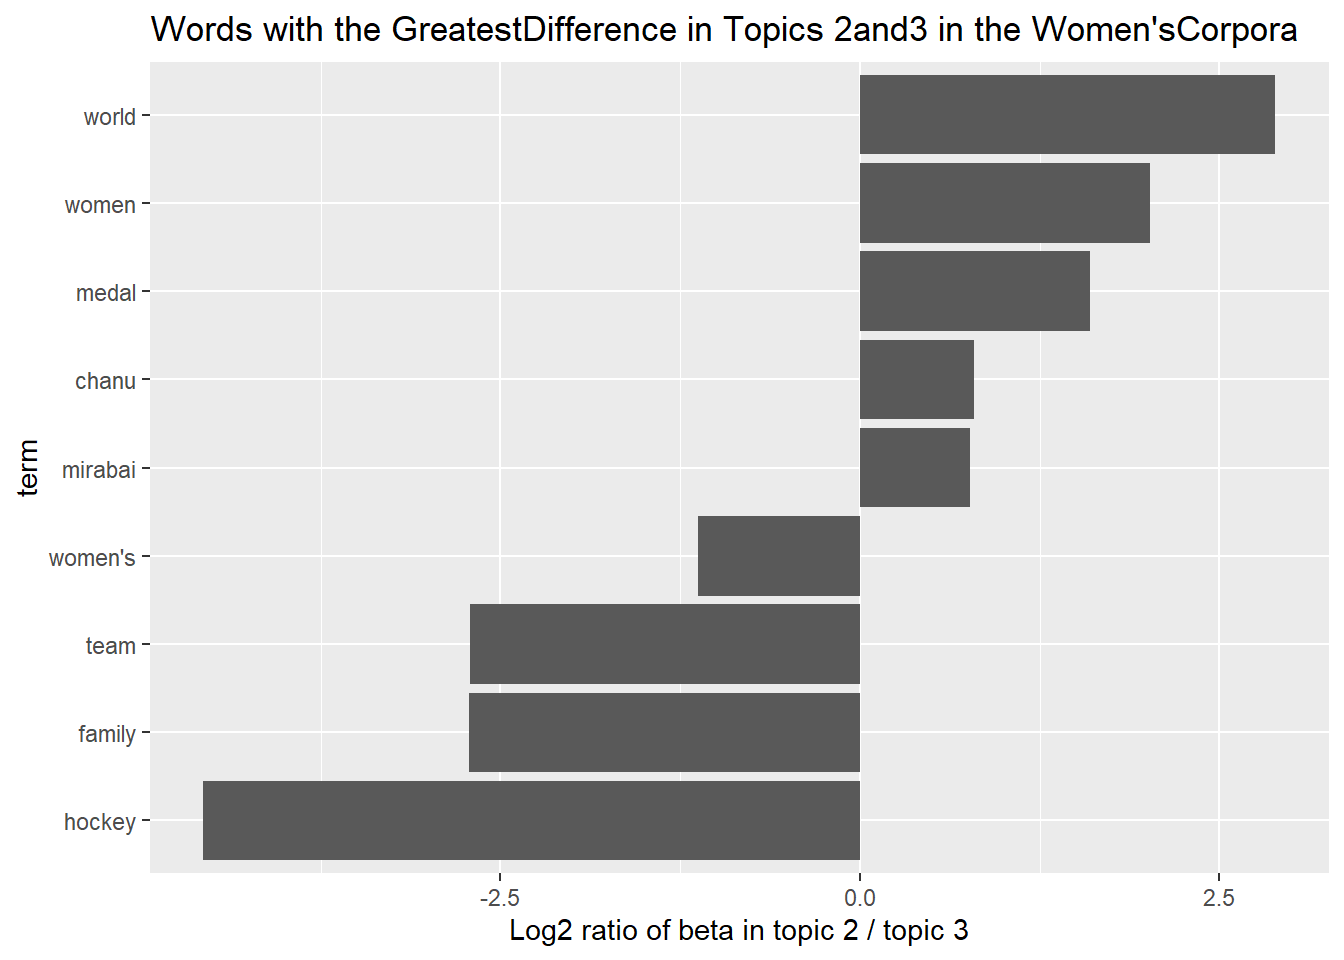 Words with the GreatestDifference in Topics 2and3 in the Women'sCorpora
world
women
medal
chanu
mirabai
women's
team
family
hockey
term
-2.5 0.0 2.5
Log2 ratio of beta in topic 2 / topic 3